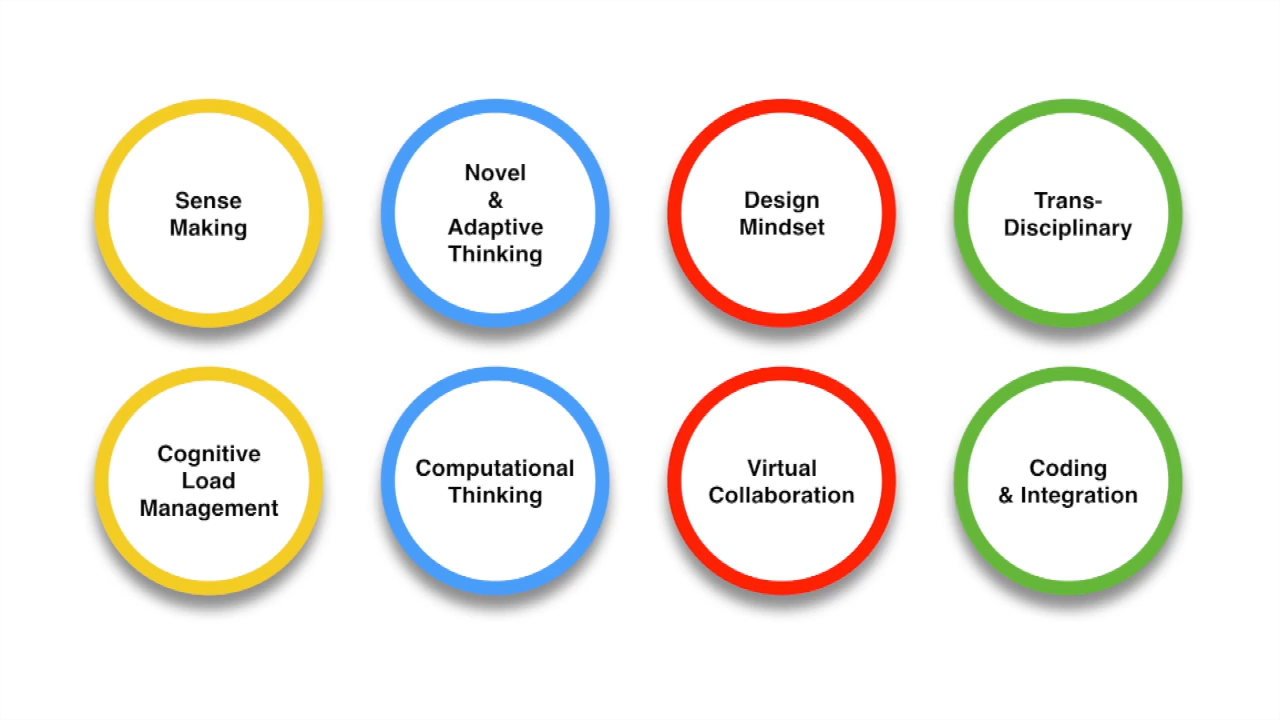 Sense
Making
Novel
&
Adaptive
Thinking
Design
Mindset
Trans-
Disciplinary
Cognitive
Load
Management
Computational
Thinking
Virtual
Collaboration
Coding
& Integration